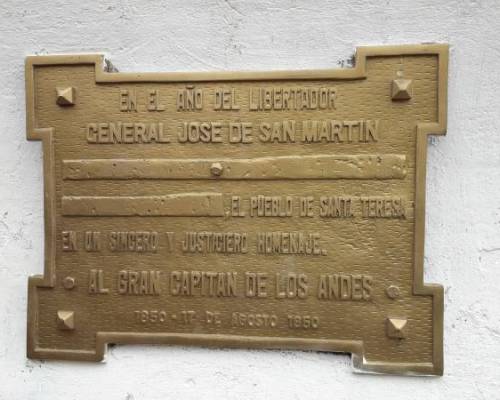 EN EL AÑO DEL LIBERTADOR
GENERAL JOSE DE SAN MARTIN
, EL PUEBLO DE SANTA TERESA
EN UN SINCERO Y JUSTICIERO HOMENAJE.
AL GRAN CAPITAN DE LOS ANDES
1850 - 17 DE AGOSTO 1950